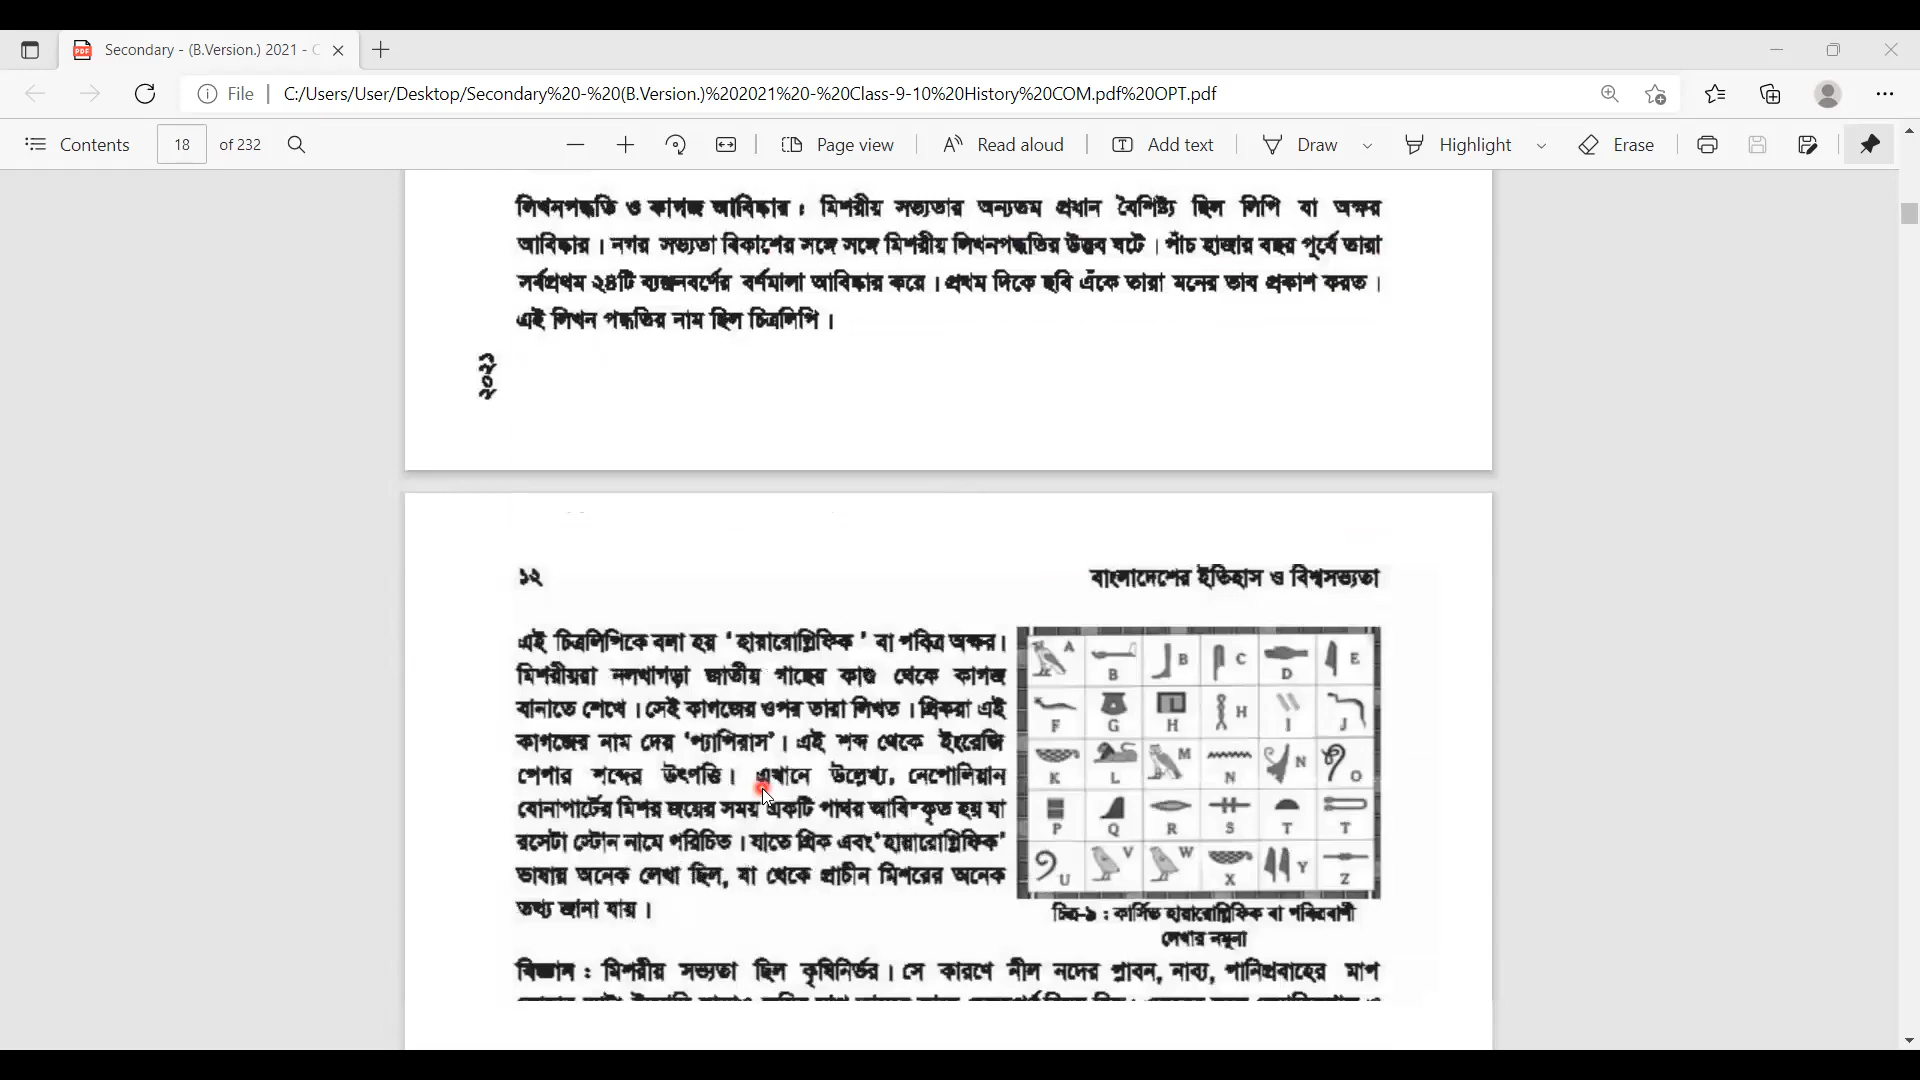 Secondary - (B.Version.) 2021 - C
File
C:/Users/User/Desktop/Secondary%20-%20(B.Version.)%202021%20-%20Class-9-10%20History%20COM.pdf%20OPT.pdf
Contents 18 of 232 Page view Read aloud Add text Draw Highlight Erase
লিখনপদ্ধতি ও কাগজ আবিষ্কার : মিশরীয় সভ্যতার অন্যতম প্রধান বৈশিষ্ট্য ছিল লিপি বা অক্ষর
আবিষ্কার । নগর সভ্যতা বিকাশের সঙ্গে সঙ্গে মিশরীয় লিখনপদ্ধতির উদ্ভব ঘটে । পাঁচ হাজার বছর পূর্বে তারা
সর্বপ্রথম ২৪টি ব্যঞ্জনবর্ণের বর্ণমালা আবিষ্কার করে । প্রথম দিকে ছবি এঁকে তারা মনের ভাব প্রকাশ করত ।
এই লিখন পদ্ধতির নাম ছিল চিত্রলিপি ।
২০২১
১২
বাংলাদেশের ইতিহাস ও বিশ্বসভ্যতা
এই চিত্রলিপিকে বলা হয় 'হায়ারোগ্লিফিক ' বা পবিত্র অক্ষর ।
মিশরীয়রা নলখাগড়া জাতীয় গাছের কাণ্ড থেকে কাগজ
বানাতে শেখে । সেই কাগজের ওপর তারা লিখত । গ্রিকরা এই
কাগজের নাম দেয় 'প্যাপিরাস' । এই শব্দ থেকে ইংরেজি
পেপার শব্দের উৎপত্তি । এখানে উল্লেখ্য, নেপোলিয়ান
বোনাপার্টের মিশর জয়ের সময় একটি পাথর আবিষ্কৃত হয় যা
রসেটা স্টোন নামে পরিচিত । যাতে গ্রিক এবং 'হায়ারোগ্লিফিক'
ভাষায় অনেক লেখা ছিল, যা থেকে প্রাচীন মিশরের অনেক
তথ্য জানা যায় ।
A B B C D E
F G H H I J
K L M N N O
P Q R S T T
U V W X Y Z
চিত্র-৯ : কার্সিভ হায়ারোগ্লিফিক বা পবিত্রবাণী
লেখার নমুনা
বিজ্ঞান : মিশরীয় সভ্যতা ছিল কৃষিনির্ভর । সে কারণে নীল নদের প্লাবন, নাব্য, পানিপ্রবাহের মাপ